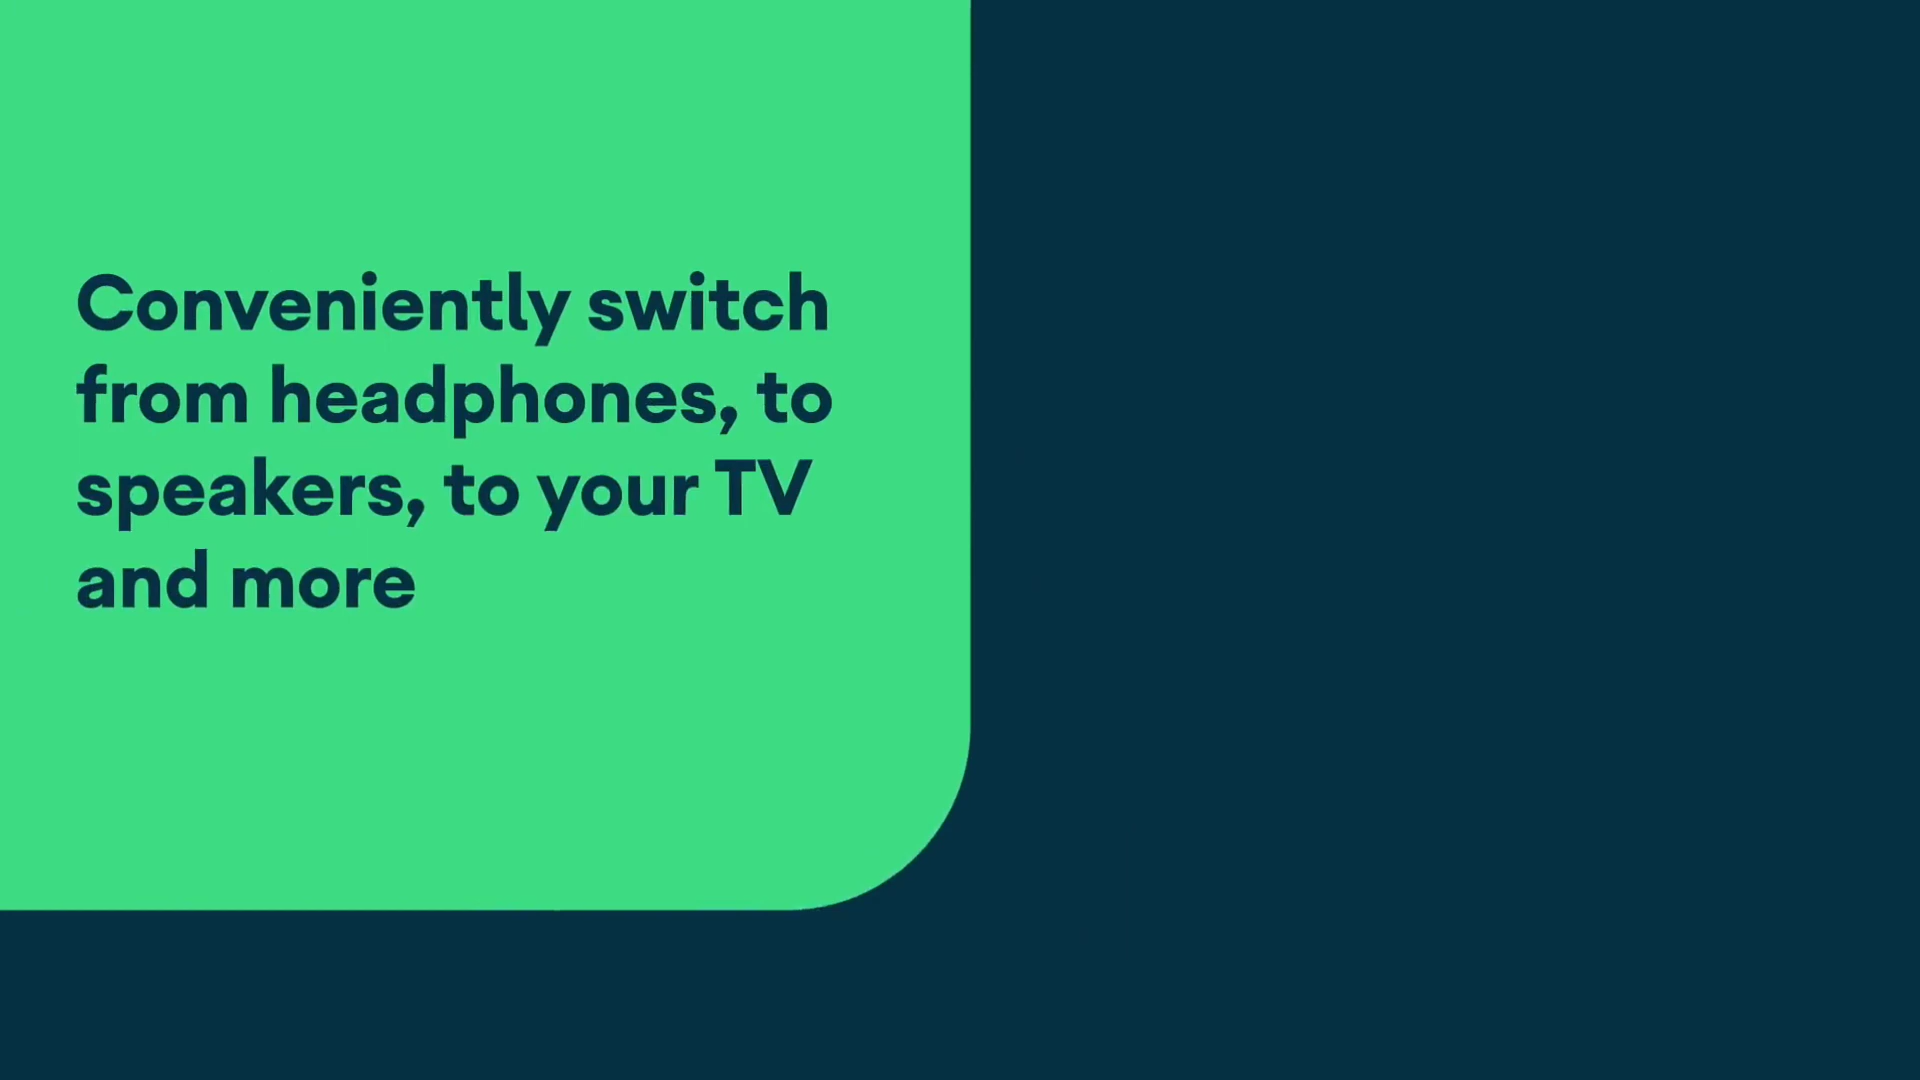 Conveniently switch
from headphones, to
speakers, to your TV
and more